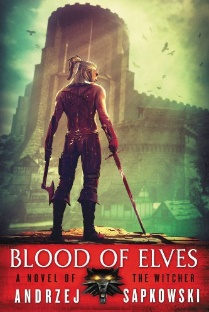 BLOOD OF ELVES
A NOVEL OF THE WITCHER
ANDRZEJ SAPKOWSKI